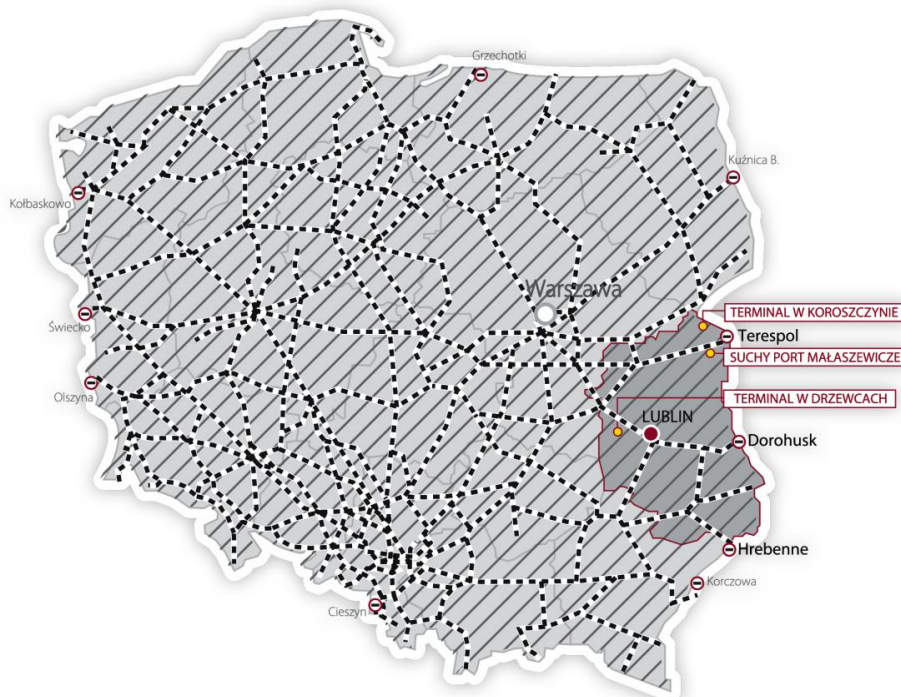 Grzechotki
Kuźnica B.
Kołbaskowo
Warszawa
TERMINAL W KOROSZCZYNIE
Świecko
Terespol
SUCHY PORT MAŁASZEWICZE
Olszyna
TERMINAL W DRZEWCACH
LUBLIN
Dorohusk
Hrebenne
Korczowa
Cieszyn